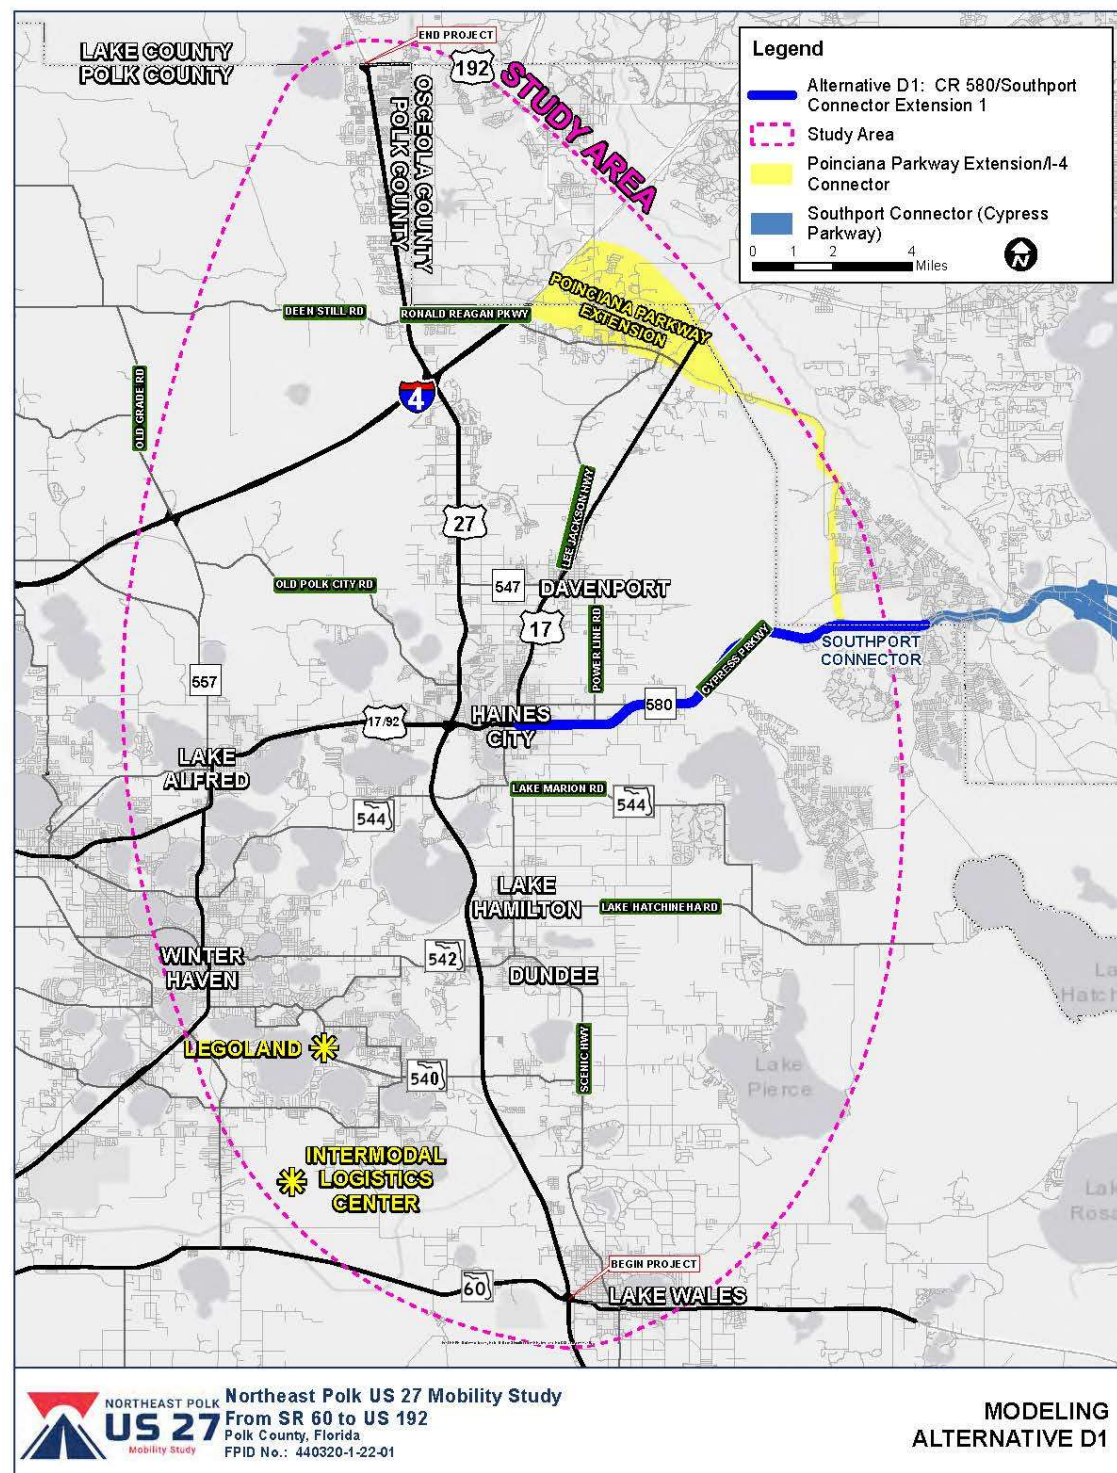 LAKE COUNTY
POLK COUNTY
END PROJECT
192
STUDY AREA
OSCEOLA COUNTY
POLK COUNTY
Legend
Alternative D1: CR 580/Southport
Connector Extension 1
Study Area
Poinciana Parkway Extension/I-4
Connector
Southport Connector (Cypress
Parkway)
0 1 2 4
Miles
N
POINCIANA PARKWAY
EXTENSION
DEEN STILL RD
RONALD REAGAN PKWY
OLD GRADE RD
4
27
LEE JACKSON HWY
OLD POLK CITY RD
547
DAVENPORT
17
POWER LINE RD
CYPRESS PRKWY
SOUTHPORT
CONNECTOR
557
580
17/92
HAINES
CITY
LAKE
ALFRED
LAKE MARION RD
544
544
LAKE
HAMILTON
LAKE HATCHINEHA RD
WINTER
HAVEN
542
DUNDEE
La
Hatch
LEGOLAND
SCENIC HWY
540
Lake
Pierce
INTERMODAL
LOGISTICS
CENTER
Lak
Rosa
BEGIN PROJECT
60
LAKE WALES
NORTHEAST POLK
US 27
Mobility Study
Northeast Polk US 27 Mobility Study
From SR 60 to US 192
Polk County, Florida
FPID No.: 440320-1-22-01
MODELING
ALTERNATIVE D1